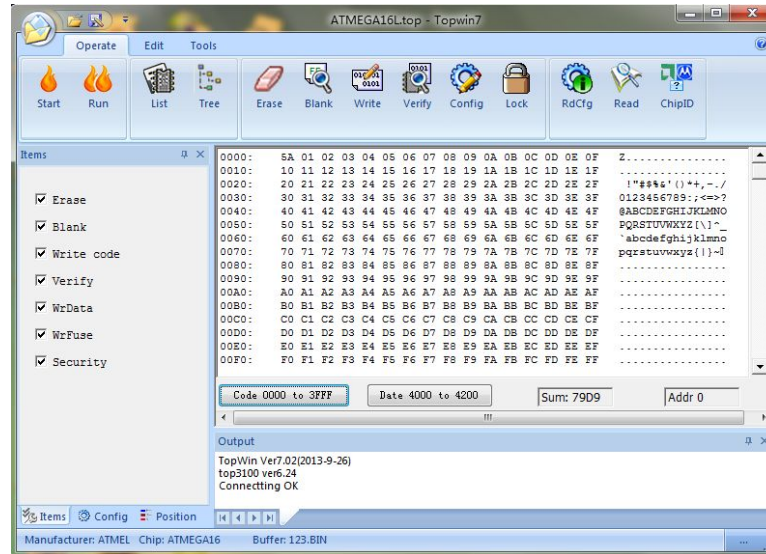 ATMEGA16L.top - Topwin7
Operate Edit Tools
Start Run List Tree Erase Blank Write Verify Config Lock RdCfg Read ChipID
Items
Erase
Blank
Write code
Verify
WrData
WrFuse
Security
0000: 5A 01 02 03 04 05 06 07 08 09 0A 0B 0C 0D 0E 0F Z...............
0010: 10 11 12 13 14 15 16 17 18 19 1A 1B 1C 1D 1E 1F ................
0020: 20 21 22 23 24 25 26 27 28 29 2A 2B 2C 2D 2E 2F !"#$%&'()*+,-./
0030: 30 31 32 33 34 35 36 37 38 39 3A 3B 3C 3D 3E 3F 0123456789:;<=>?
0040: 40 41 42 43 44 45 46 47 48 49 4A 4B 4C 4D 4E 4F @ABCDEFGHIJKLMNO
0050: 50 51 52 53 54 55 56 57 58 59 5A 5B 5C 5D 5E 5F PQRSTUVWXYZ[\]^_
0060: 60 61 62 63 64 65 66 67 68 69 6A 6B 6C 6D 6E 6F `abcdefghijklmno
0070: 70 71 72 73 74 75 76 77 78 79 7A 7B 7C 7D 7E 7F pqrstuvwxyz{|}~▯
0080: 80 81 82 83 84 85 86 87 88 89 8A 8B 8C 8D 8E 8F ................
0090: 90 91 92 93 94 95 96 97 98 99 9A 9B 9C 9D 9E 9F ................
00A0: A0 A1 A2 A3 A4 A5 A6 A7 A8 A9 AA AB AC AD AE AF ................
00B0: B0 B1 B2 B3 B4 B5 B6 B7 B8 B9 BA BB BC BD BE BF ................
00C0: C0 C1 C2 C3 C4 C5 C6 C7 C8 C9 CA CB CC CD CE CF ................
00D0: D0 D1 D2 D3 D4 D5 D6 D7 D8 D9 DA DB DC DD DE DF ................
00E0: E0 E1 E2 E3 E4 E5 E6 E7 E8 E9 EA EB EC ED EE EF ................
00F0: F0 F1 F2 F3 F4 F5 F6 F7 F8 F9 FA FB FC FD FE FF ................
Code 0000 to 3FFF Date 4000 to 4200 Sum: 79D9 Addr 0
Output
TopWin Ver7.02(2013-9-26)
top3100 ver6.24
Connectting OK
Items Config Position
Manufacturer: ATMEL Chip: ATMEGA16 Buffer: 123.BIN ...